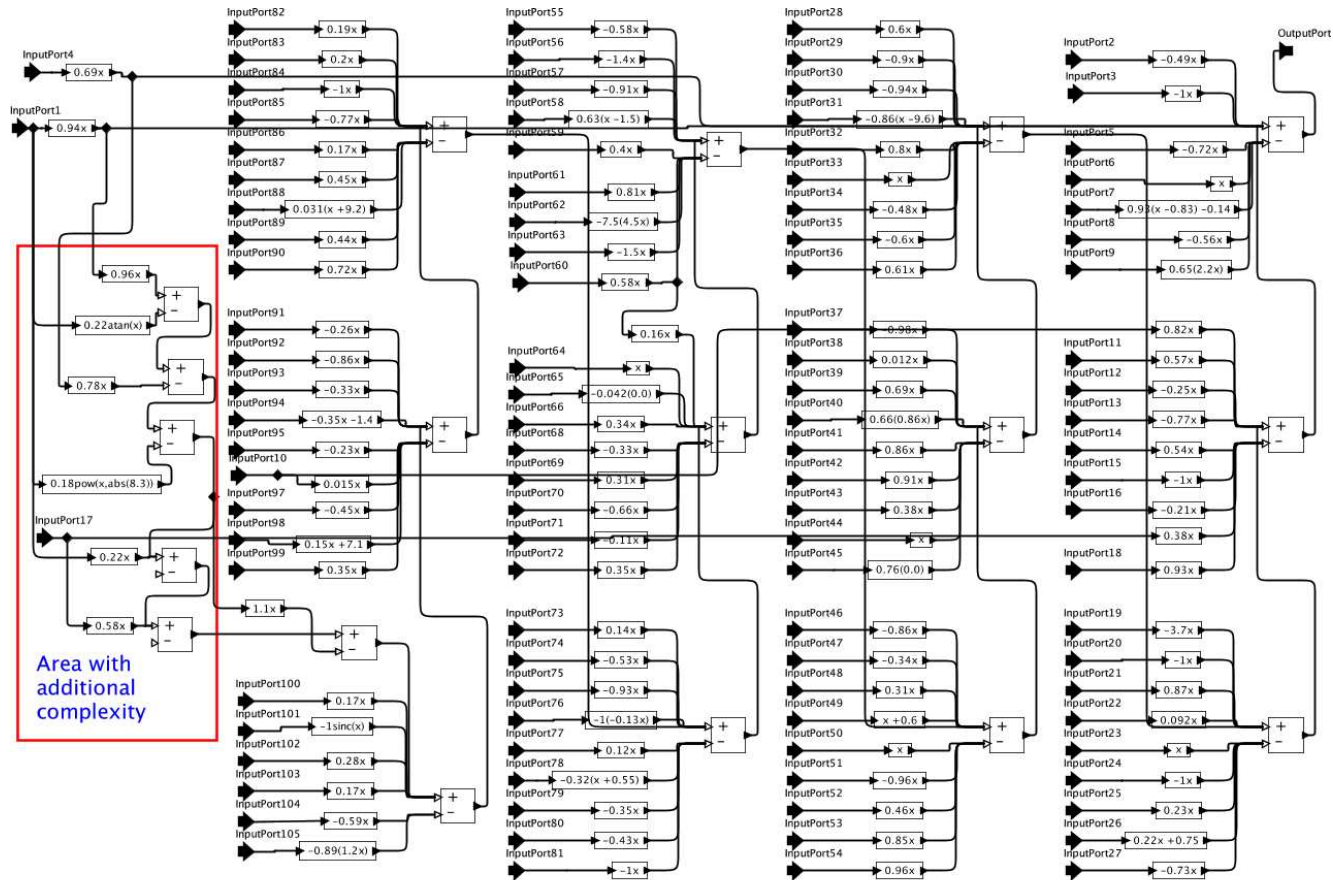 InputPort4
0.69x
InputPort1
0.94x
0.96x
0.22atan(x)
0.78x
0.18pow(x,abs(8.3))
InputPort17
0.22x
0.58x
Area with
additional
complexity
+
−
+
−
+
−
+
−
+
−
1.1x
+
−
InputPort82
0.19x
InputPort83
0.2x
InputPort84
−1x
InputPort85
−0.77x
InputPort86
0.17x
InputPort87
0.45x
InputPort88
0.031(x +9.2)
InputPort89
0.44x
InputPort90
0.72x
+
−
InputPort91
−0.26x
InputPort92
−0.86x
InputPort93
−0.33x
InputPort94
−0.35x −1.4
InputPort95
−0.23x
InputPort10
0.015x
InputPort97
−0.45x
InputPort98
0.15x +7.1
InputPort99
0.35x
+
−
InputPort100
0.17x
InputPort101
−1sinc(x)
InputPort102
0.28x
InputPort103
0.17x
InputPort104
−0.59x
InputPort105
−0.89(1.2x)
+
−
InputPort55
−0.58x
InputPort56
−1.4x
InputPort57
−0.91x
InputPort58
0.63(x −1.5)
InputPort59
0.4x
InputPort61
0.81x
InputPort62
−7.5(4.5x)
InputPort63
−1.5x
InputPort60
0.58x
+
−
0.16x
InputPort64
x
InputPort65
−0.042(0.0)
InputPort66
0.34x
InputPort68
−0.33x
InputPort69
0.31x
InputPort70
−0.66x
InputPort71
−0.11x
InputPort72
0.35x
+
−
InputPort73
0.14x
InputPort74
−0.53x
InputPort75
−0.93x
InputPort76
−1(−0.13x)
InputPort77
0.12x
InputPort78
−0.32(x +0.55)
InputPort79
−0.35x
InputPort80
−0.43x
InputPort81
−1x
+
−
InputPort28
0.6x
InputPort29
−0.9x
InputPort30
−0.94x
InputPort31
−0.86(x −9.6)
InputPort32
0.8x
InputPort33
x
InputPort34
−0.48x
InputPort35
−0.6x
InputPort36
0.61x
+
−
InputPort37
−0.98x
InputPort38
0.012x
InputPort39
0.69x
InputPort40
0.66(0.86x)
InputPort41
0.86x
InputPort42
0.91x
InputPort43
0.38x
InputPort44
x
InputPort45
0.76(0.0)
+
−
InputPort46
−0.86x
InputPort47
−0.34x
InputPort48
0.31x
InputPort49
x +0.6
InputPort50
x
InputPort51
−0.96x
InputPort52
0.46x
InputPort53
0.85x
InputPort54
0.96x
+
−
OutputPort
InputPort2
−0.49x
InputPort3
−1x
InputPort5
−0.72x
InputPort6
x
InputPort7
0.93(x −0.83) −0.14
InputPort8
−0.56x
InputPort9
0.65(2.2x)
+
−
0.82x
InputPort11
0.57x
InputPort12
−0.25x
InputPort13
−0.77x
InputPort14
0.54x
InputPort15
−1x
InputPort16
−0.21x
0.38x
InputPort18
0.93x
+
−
InputPort19
−3.7x
InputPort20
−1x
InputPort21
0.87x
InputPort22
0.092x
InputPort23
x
InputPort24
−1x
InputPort25
0.23x
InputPort26
0.22x +0.75
InputPort27
−0.73x
+
−